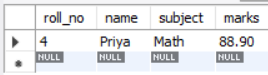 roll_no name subject marks
4 Priya Math 88.90
NULL NULL NULL NULL